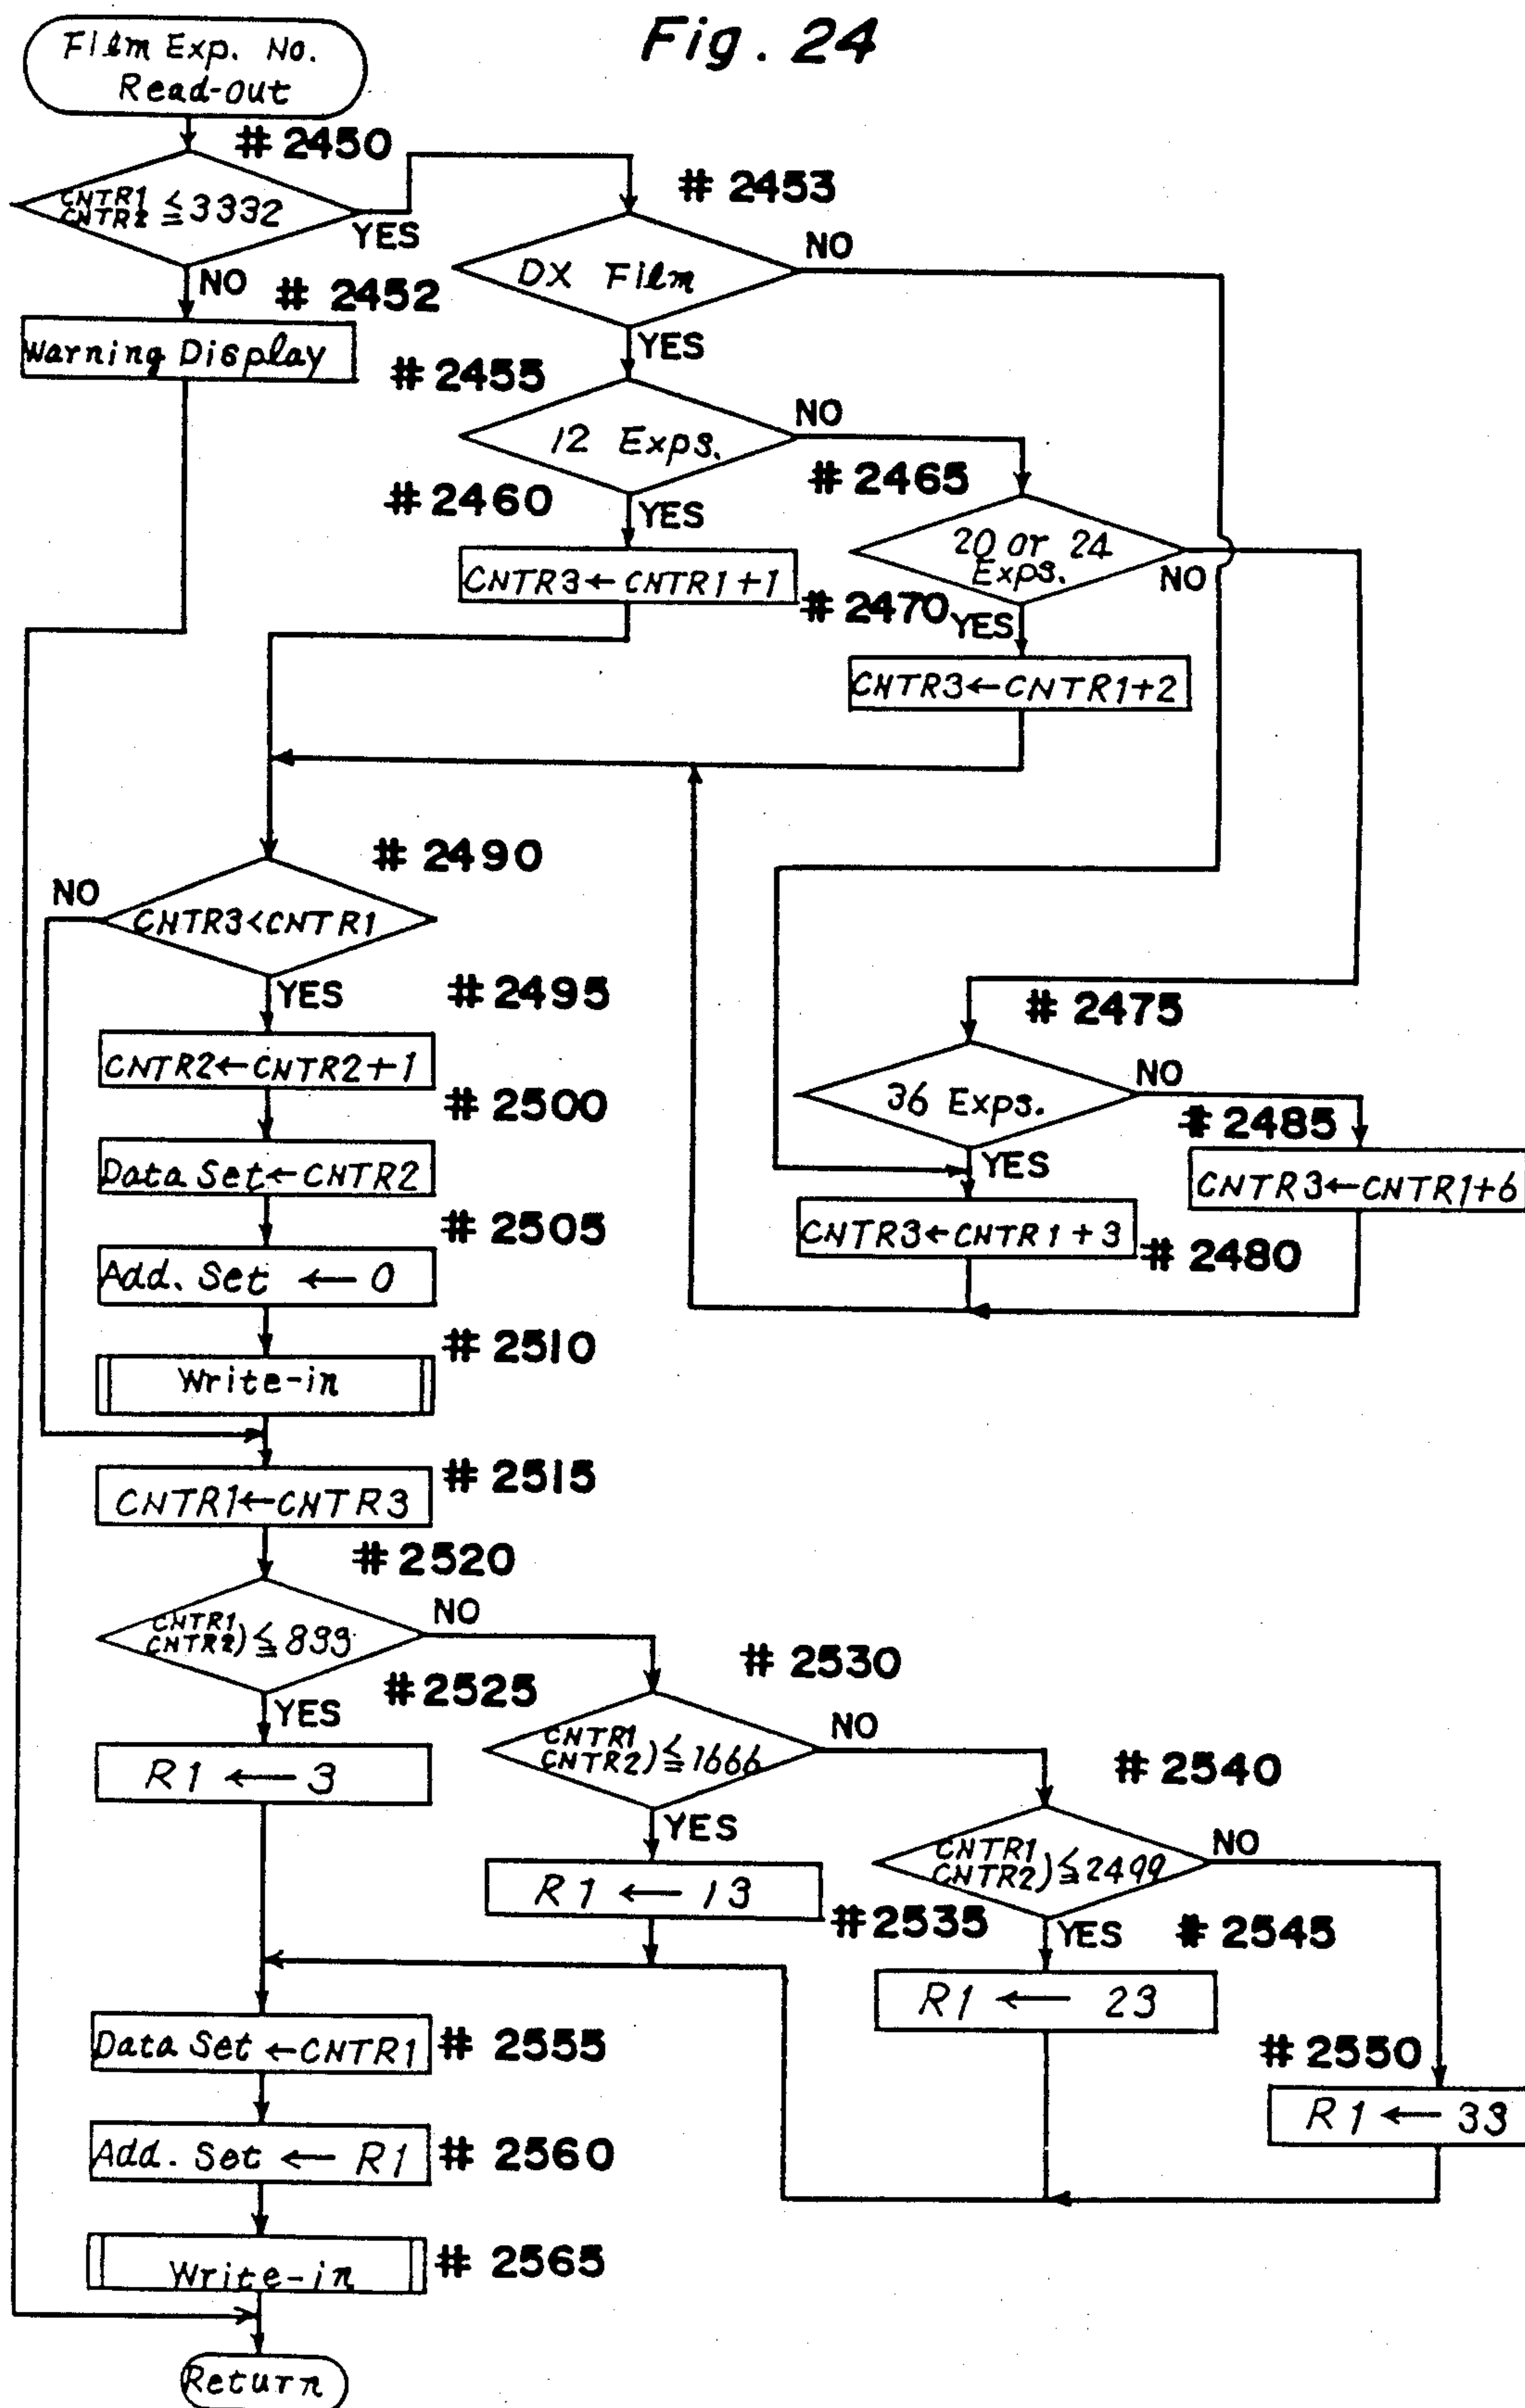 Fig. 24
Film Exp. No.
Read-out
# 2450
CNTR1
CNTR2 ≦ 3332
YES
NO
# 2452
Warning Display
# 2453
DX Film
NO
YES
# 2455
12 Exps.
NO
# 2460
YES
CNTR3 ← CNTR1+1
# 2465
20 or 24
Exps.
NO
# 2470
YES
CNTR3←CNTR1+2
# 2490
NO
CNTR3<CNTR1
YES
# 2495
CNTR2←CNTR2+1
# 2500
Data Set←CNTR2
# 2505
Add. Set ← 0
# 2510
Write-in
# 2475
36 Exps.
NO
YES
# 2485
CNTR3←CNTR1+6
CNTR3←CNTR1+3
# 2480
# 2515
CNTR1←CNTR3
# 2520
CNTR1
CNTR2) ≦ 833
NO
YES
# 2525
R1 ← 3
# 2530
CNTR1
CNTR2) ≦ 1666
NO
YES
R1 ← 13
# 2535
# 2540
CNTR1
CNTR2) ≦ 2499
NO
YES
# 2545
R1 ← 23
# 2550
R1 ← 33
Data Set ←CNTR1
# 2555
Add. Set ← R1
# 2560
Write-in
# 2565
Return